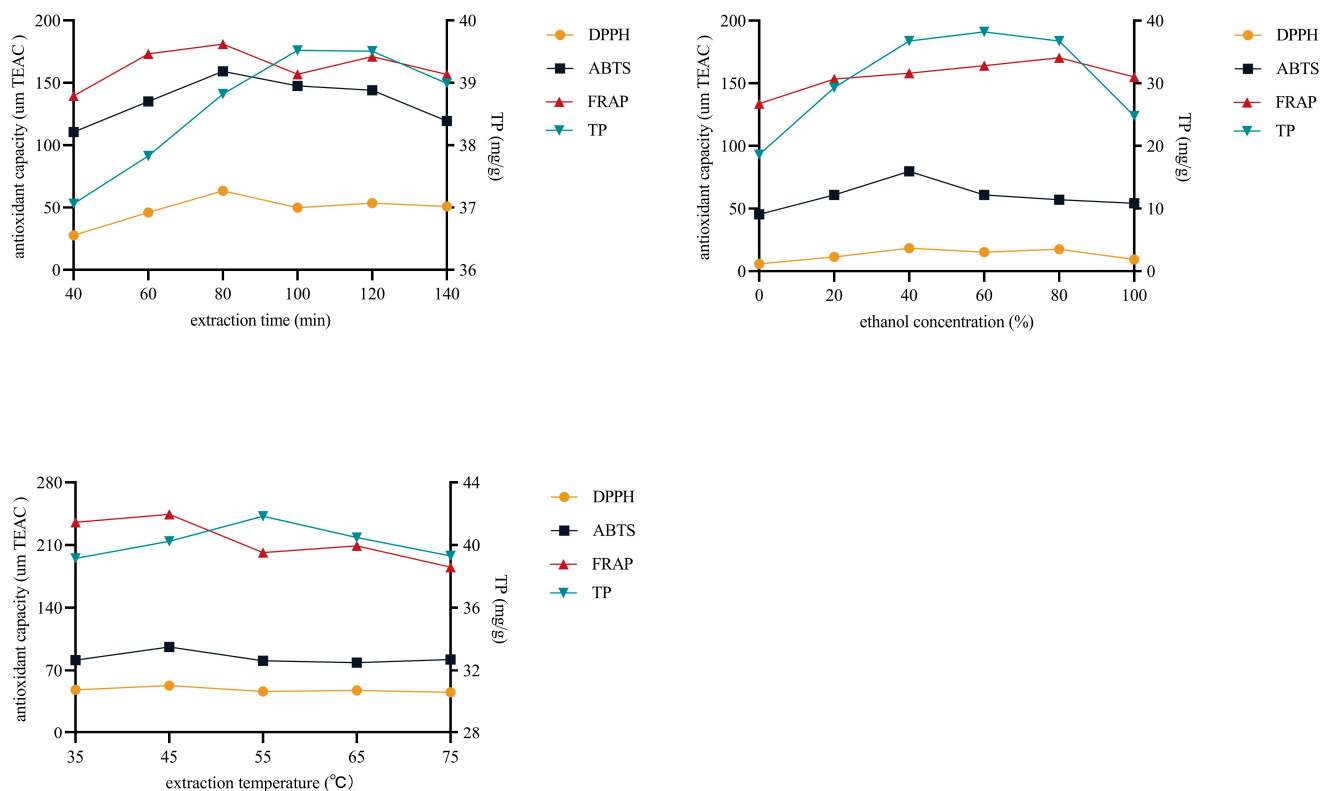 200
150
100
50
0
antioxidant capacity (um TEAC )
40
39
38
37
36
TP (mg/g)
40 60 80 100 120 140
extraction time (min)
DPPH
ABTS
FRAP
TP
200
150
100
50
0
antioxidant capacity (um TEAC )
40
30
20
10
0
TP (mg/g)
0 20 40 60 80 100
ethanol concentration (%)
DPPH
ABTS
FRAP
TP
280
210
140
70
0
antioxidant capacity (um TEAC )
44
40
36
32
28
TP (mg/g)
35 45 55 65 75
extraction temperature (℃)
DPPH
ABTS
FRAP
TP